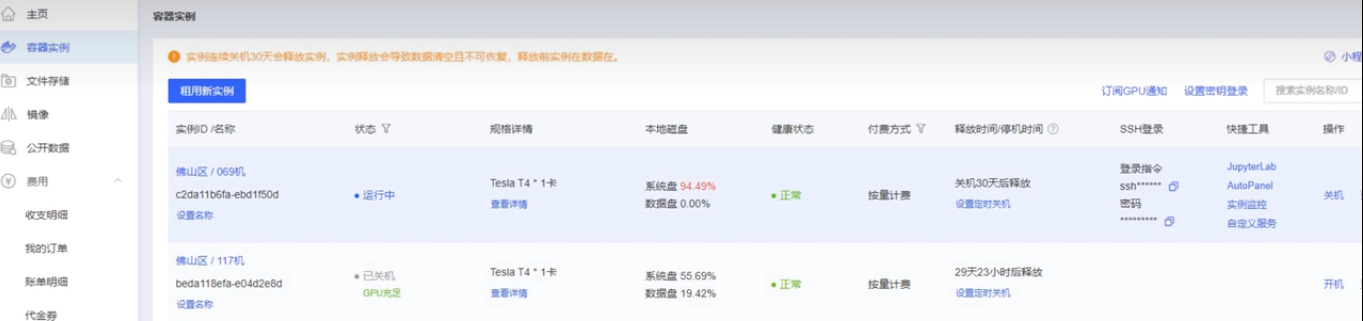 主页
容器实例
文件存储
镜像
公开数据
费用
收支明细
我的订单
账单明细
代金券
容器实例
实例连续关机30天会释放实例，实例释放会导致数据清空且不可恢复，释放前实例在数据在。
小程
租用新实例
订阅GPU通知 设置密钥登录 搜索实例名称/ID
实例ID /名称 状态 规格详情 本地磁盘 健康状态 付费方式 释放时间/停机时间 SSH登录 快捷工具 操作
佛山区 / 069机
c2da11b6fa-ebd1f50d
设置名称
运行中
Tesla T4 * 1卡
查看详情
系统盘 94.49%
数据盘 0.00%
正常
按量计费
关机30天后释放
设置定时关机
登录指令
ssh******
密码
*********
JupyterLab
AutoPanel
实例监控
自定义服务
关机
佛山区 / 117机
beda118efa-e04d2e8d
设置名称
已关机
GPU充足
Tesla T4 * 1卡
查看详情
系统盘 55.69%
数据盘 19.42%
正常
按量计费
29天23小时后释放
设置定时关机
开机